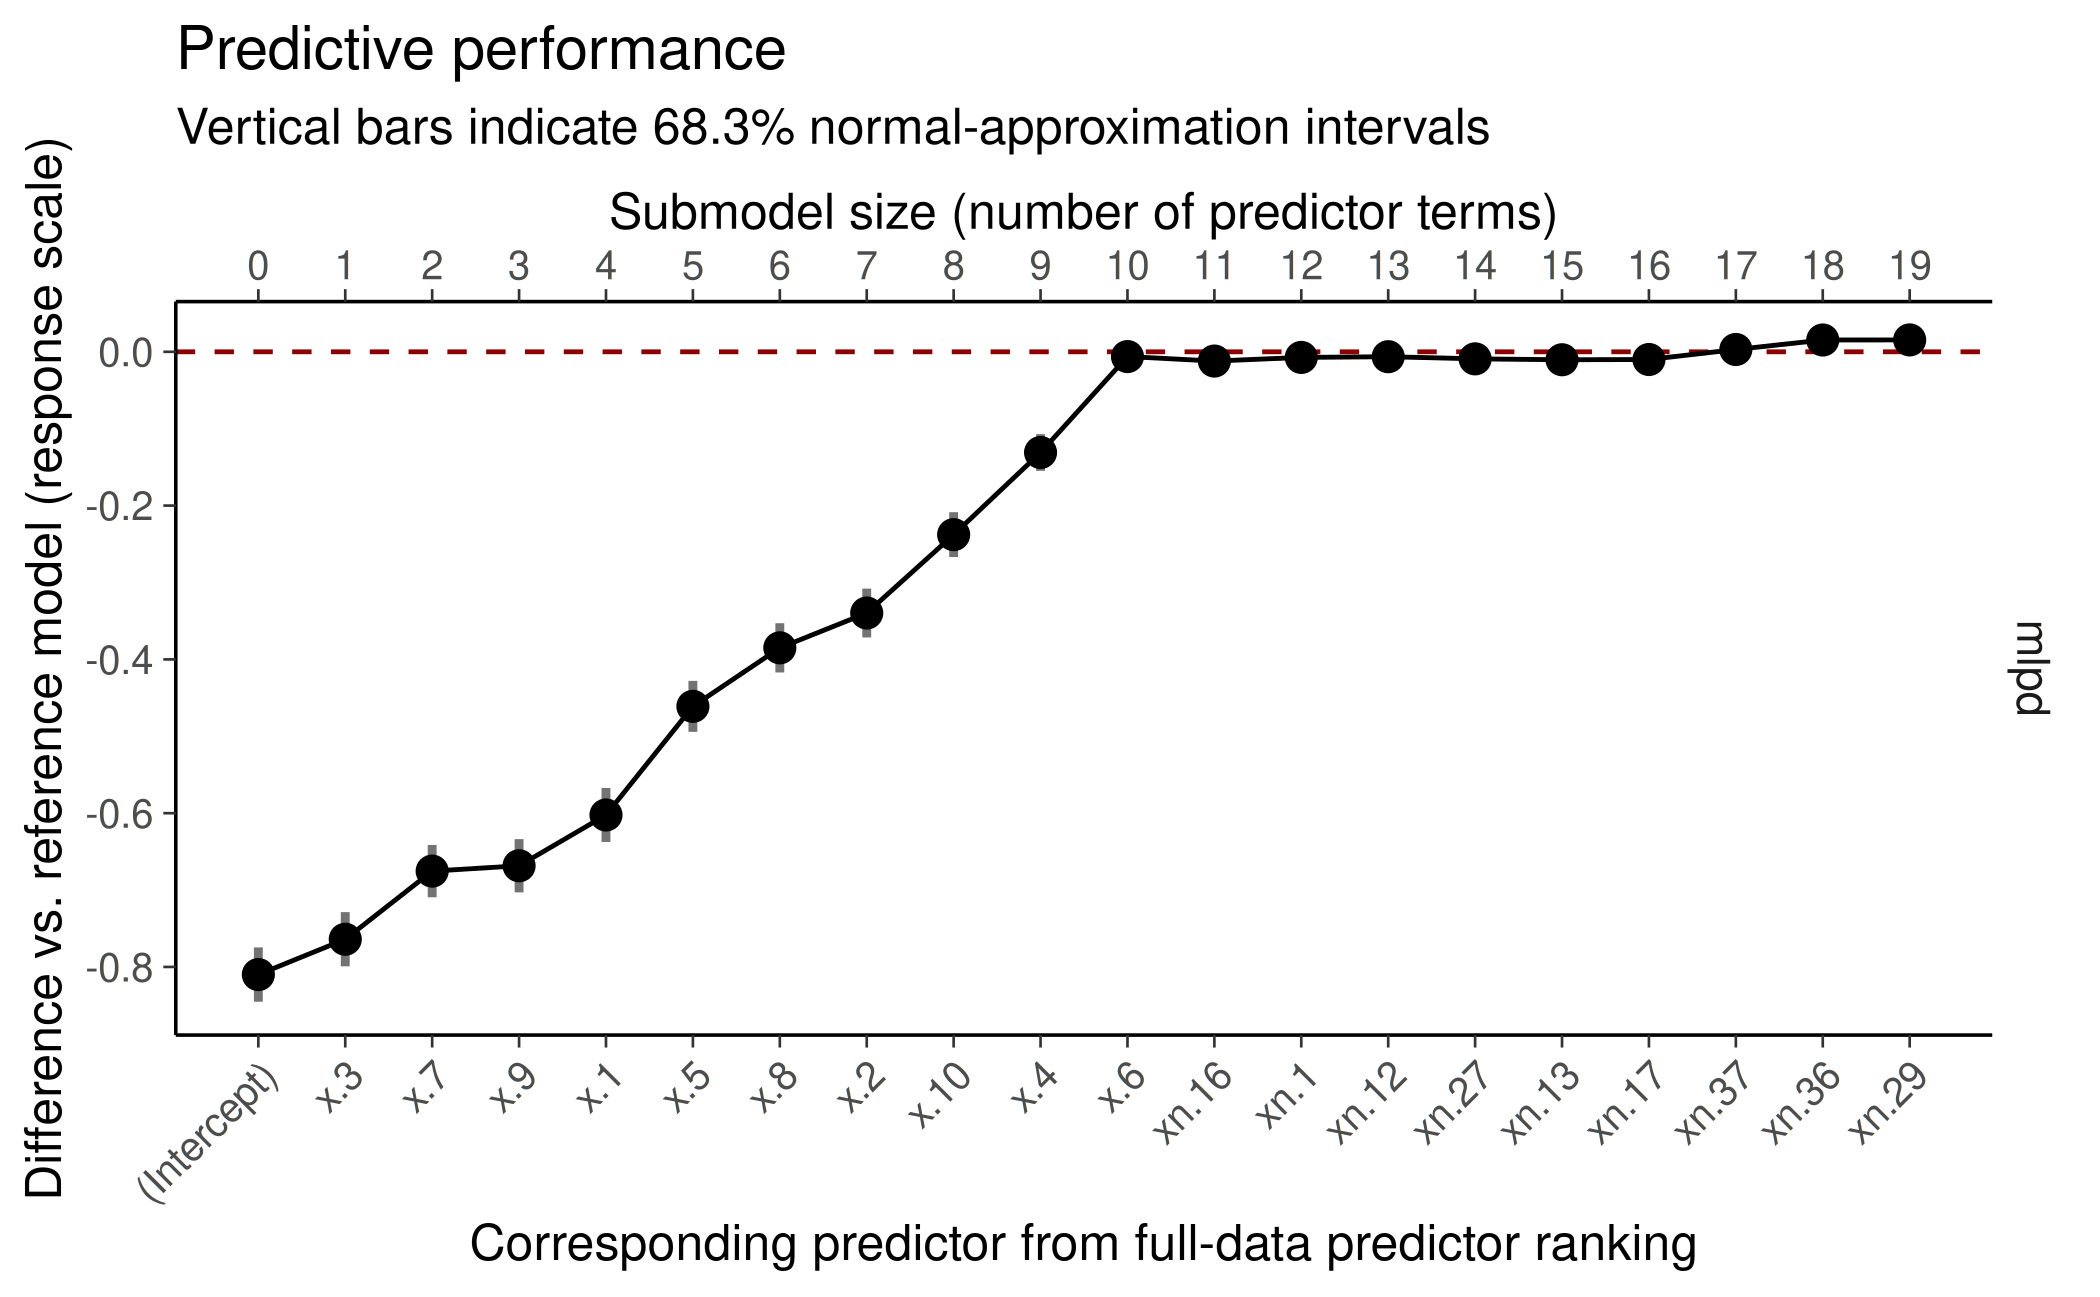 Predictive performance
Vertical bars indicate 68.3% normal-approximation intervals
Submodel size (number of predictor terms)
0 1 2 3 4 5 6 7 8 9 10 11 12 13 14 15 16 17 18 19
Difference vs. reference model (response scale)
0.0
-0.2
-0.4
-0.6
-0.8
mlpd
(Intercept) x.3 x.7 x.9 x.1 x.5 x.8 x.2 x.10 x.4 x.6 xn.16 xn.1 xn.12 xn.27 xn.13 xn.17 xn.37 xn.36 xn.29
Corresponding predictor from full-data predictor ranking